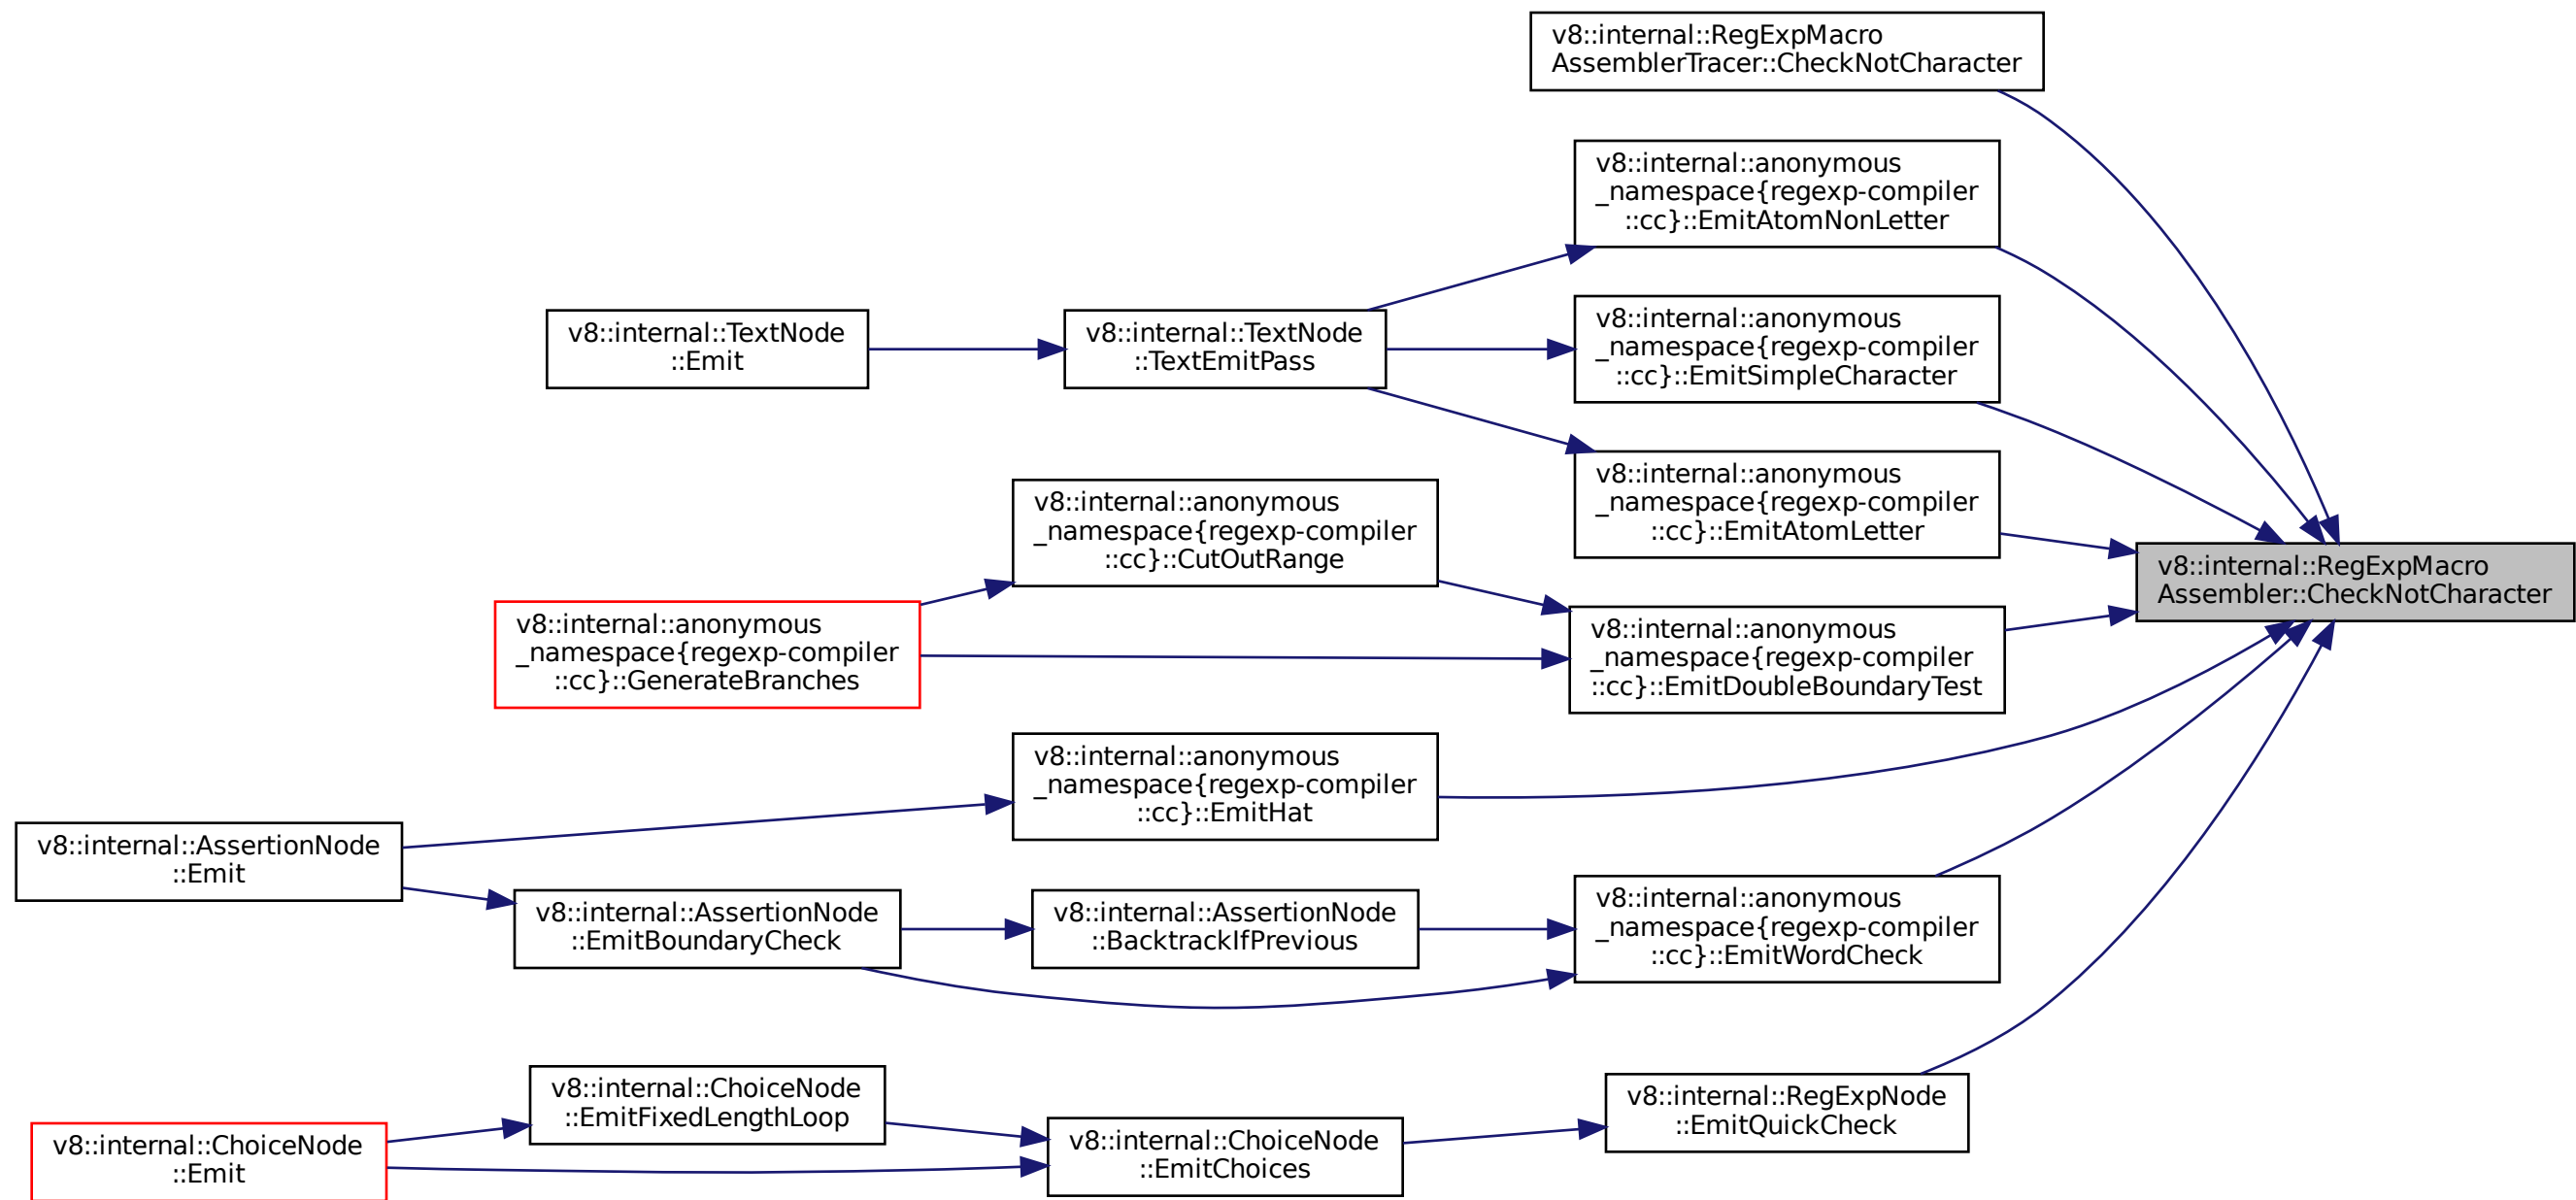 v8::internal::RegExpMacro
AssemblerTracer::CheckNotCharacter
v8::internal::anonymous
_namespace{regexp-compiler
::cc}::EmitAtomNonLetter
v8::internal::TextNode
::Emit
v8::internal::TextNode
::TextEmitPass
v8::internal::anonymous
_namespace{regexp-compiler
::cc}::EmitSimpleCharacter
v8::internal::anonymous
_namespace{regexp-compiler
::cc}::EmitAtomLetter
v8::internal::anonymous
_namespace{regexp-compiler
::cc}::CutOutRange
v8::internal::RegExpMacro
Assembler::CheckNotCharacter
v8::internal::anonymous
_namespace{regexp-compiler
::cc}::GenerateBranches
v8::internal::anonymous
_namespace{regexp-compiler
::cc}::EmitDoubleBoundaryTest
v8::internal::anonymous
_namespace{regexp-compiler
::cc}::EmitHat
v8::internal::AssertionNode
::Emit
v8::internal::AssertionNode
::EmitBoundaryCheck
v8::internal::AssertionNode
::BacktrackIfPrevious
v8::internal::anonymous
_namespace{regexp-compiler
::cc}::EmitWordCheck
v8::internal::ChoiceNode
::EmitFixedLengthLoop
v8::internal::RegExpNode
::EmitQuickCheck
v8::internal::ChoiceNode
::Emit
v8::internal::ChoiceNode
::EmitChoices